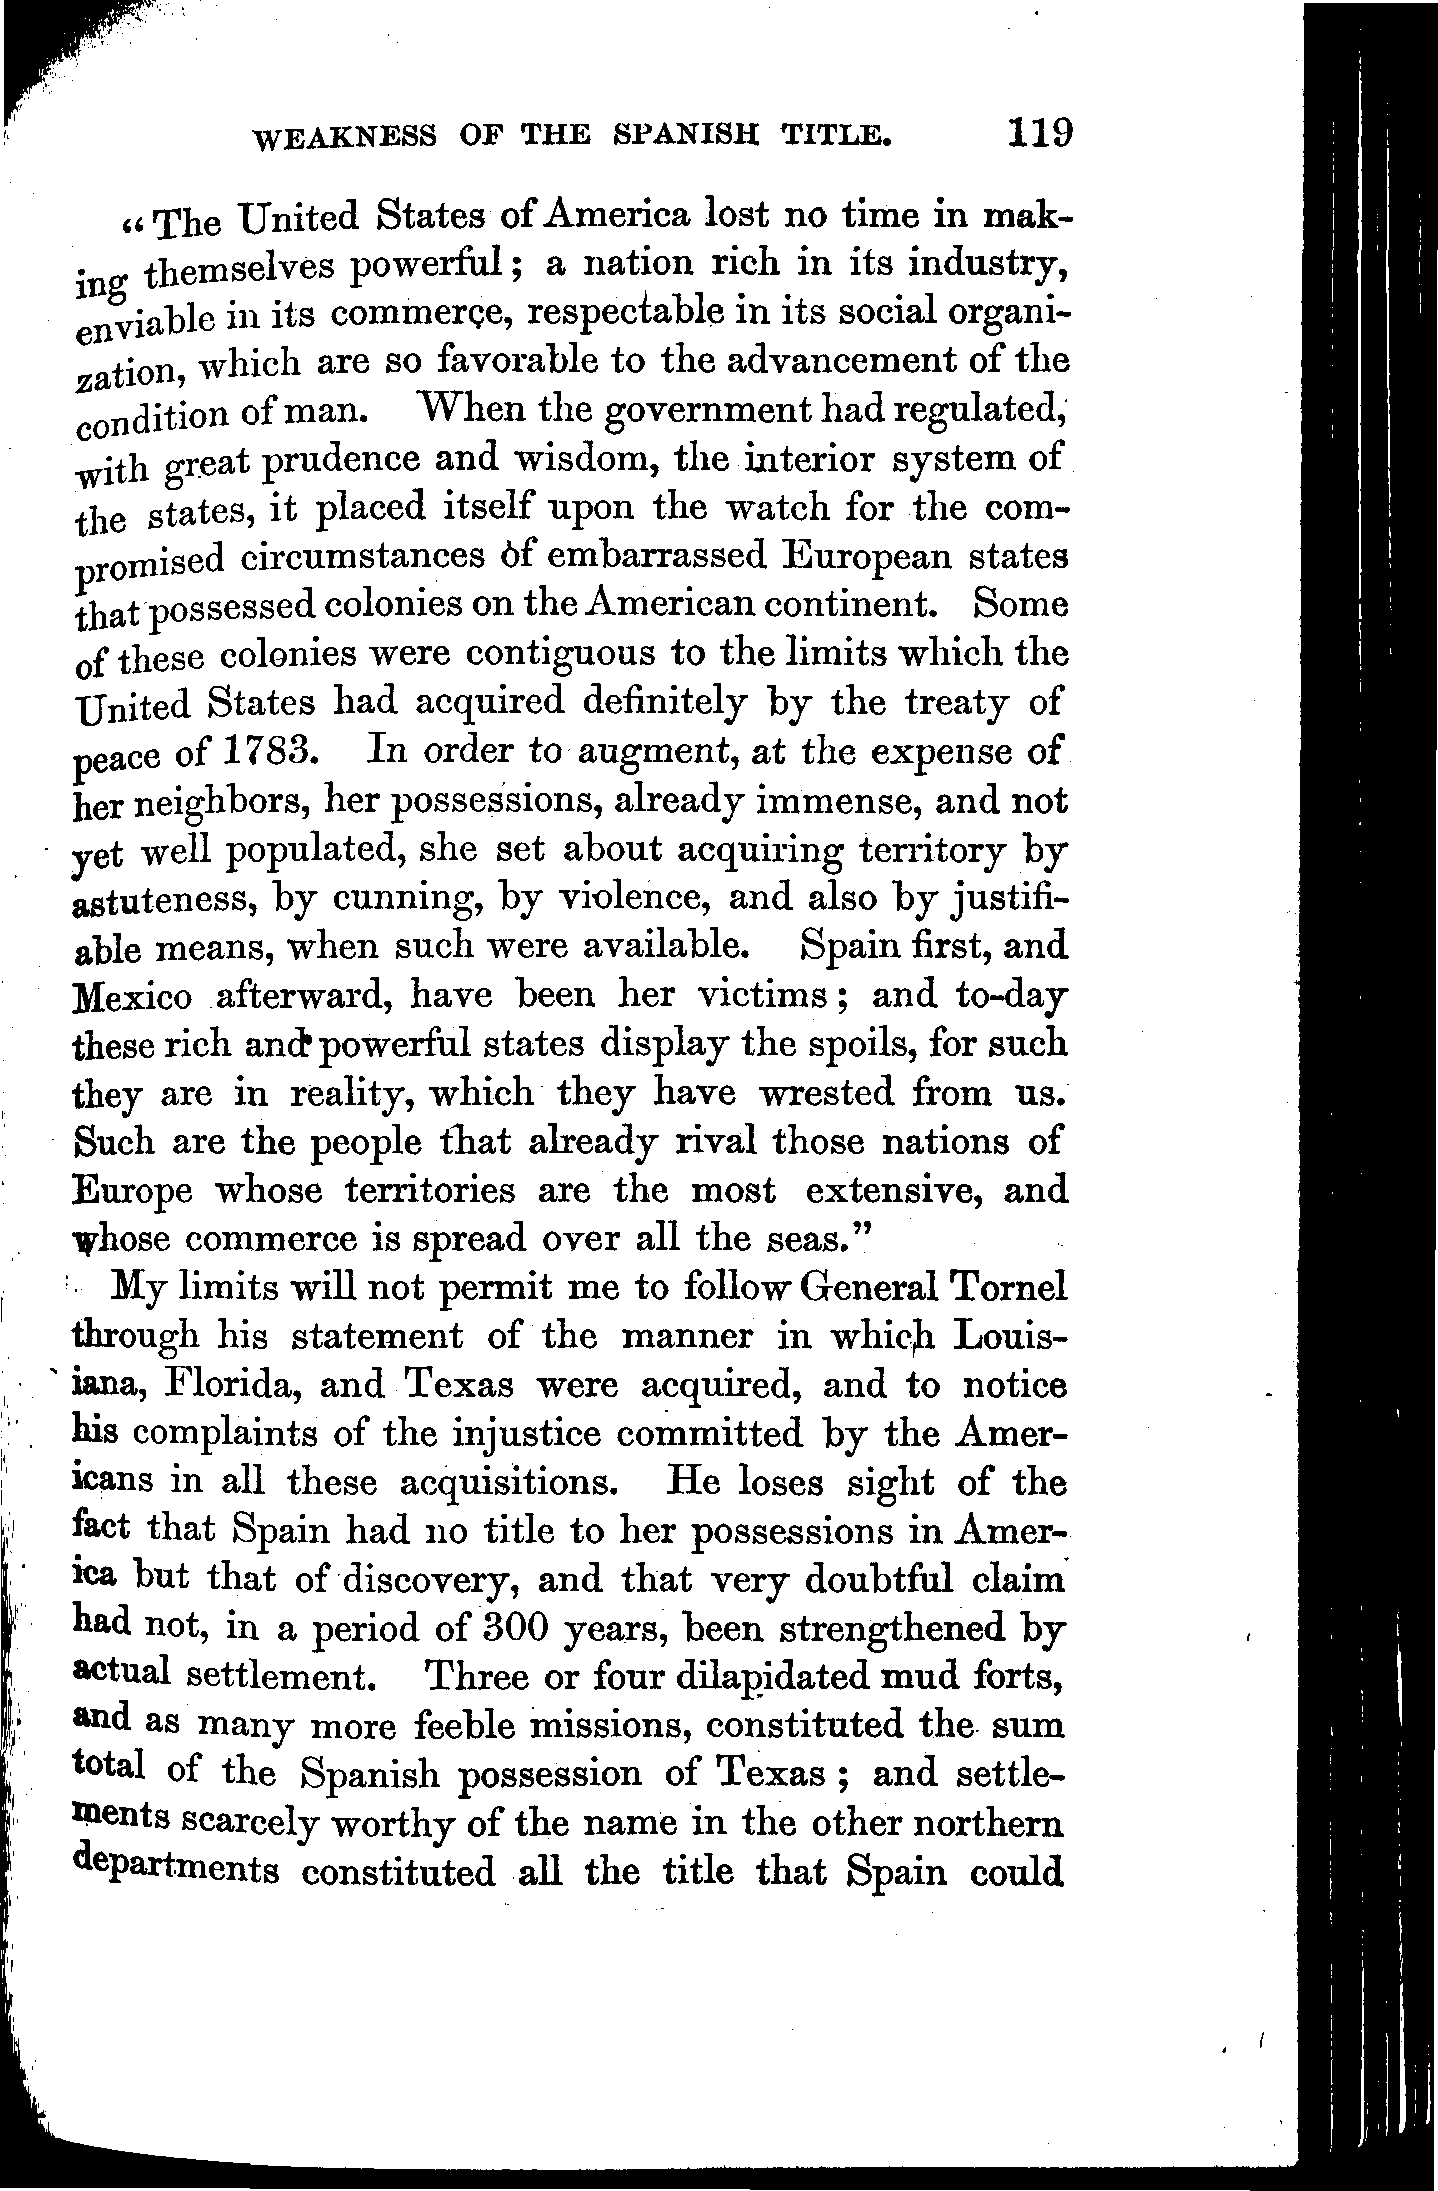 WEAKNESS OF THE SPANISH TITLE. 119
"The United States of America lost no time in mak-
ing themselves powerful; a nation rich in its industry,
enviable in its commerce, respectable in its social organi-
zation, which are so favorable to the advancement of the
condition of man. When the government had regulated,
with great prudence and wisdom, the interior system of
the states, it placed itself upon the watch for the com-
promised circumstances of embarrassed European states
that possessed colonies on the American continent. Some
of these colonies were contiguous to the limits which the
United States had acquired definitely by the treaty of
peace of 1783. In order to augment, at the expense of
her neighbors, her possessions, already immense, and not
yet well populated, she set about acquiring territory by
astuteness, by cunning, by violence, and also by justifi-
able means, when such were available. Spain first, and
Mexico afterward, have been her victims; and to-day
these rich and powerful states display the spoils, for such
they are in reality, which they have wrested from us.
Such are the people that already rival those nations of
Europe whose territories are the most extensive, and
whose commerce is spread over all the seas."
My limits will not permit me to follow General Tornel
through his statement of the manner in which Louis-
iana, Florida, and Texas were acquired, and to notice
his complaints of the injustice committed by the Amer-
icans in all these acquisitions. He loses sight of the
fact that Spain had no title to her possessions in Amer-
ica but that of discovery, and that very doubtful claim
had not, in a period of 300 years, been strengthened by
actual settlement. Three or four dilapidated mud forts,
and as many more feeble missions, constituted the sum
total of the Spanish possession of Texas; and settle-
ments scarcely worthy of the name in the other northern
departments constituted all the title that Spain could